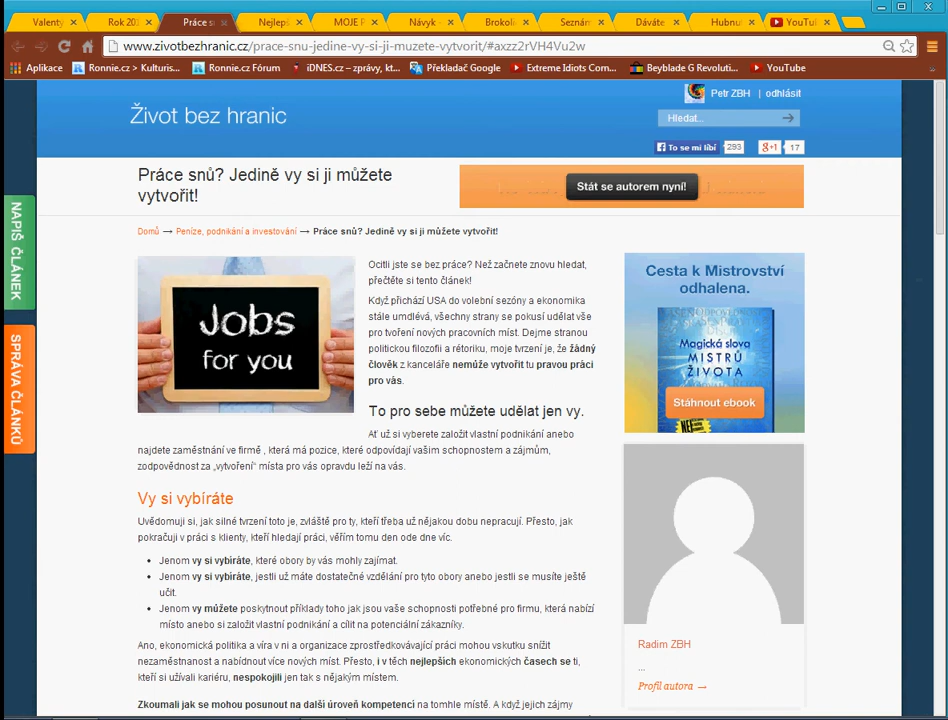 Valenty
Rok 20
Práce s
Nejlepš
MOJE P
Návyk -
Brokoli
Seznám
Dáváte
Hubnu
YouTu
www.zivotbezhranic.cz/prace-snu-jedine-vy-si-ji-muzete-vytvorit/#axzz2rVH4Vu2w
Aplikace
Ronnie.cz > Kulturis...
Ronnie.cz Fórum
iDNES.cz – zprávy, kt...
Překladač Google
Extreme Idiots Com...
Beyblade G Revoluti...
YouTube
Petr ZBH | odhlásit
Život bez hranic
Hledat...
To se mi líbí 293
g+1 17
Práce snů? Jedině vy si ji můžete
vytvořit!
Stát se autorem nyní!
NAPIŠ ČLÁNEK
SPRÁVA ČLÁNKŮ
Domů → Peníze, podnikání a investování → Práce snů? Jedině vy si ji můžete vytvořit!
Jobs
for you
Ocitli jste se bez práce? Než začnete znovu hledat,
přečtěte si tento článek!
Když přichází USA do volební sezóny a ekonomika
stále umdlévá, všechny strany se pokusí udělat vše
pro tvoření nových pracovních míst. Dejme stranou
politickou filozofii a rétoriku, moje tvrzení je, že žádný
člověk z kanceláře nemůže vytvořit tu pravou práci
pro vás.
To pro sebe můžete udělat jen vy.
Ať už si vyberete založit vlastní podnikání anebo
najdete zaměstnání ve firmě , která má pozice, které odpovídají vašim schopnostem a zájmům,
zodpovědnost za „vytvoření“ místa pro vás opravdu leží na vás.
Vy si vybíráte
Uvědomuji si, jak silné tvrzení toto je, zvláště pro ty, kteří třeba už nějakou dobu nepracují. Přesto, jak
pokračuji v práci s klienty, kteří hledají práci, věřím tomu den ode dne víc.
• Jenom vy si vybíráte, které obory by vás mohly zajímat.
• Jenom vy si vybíráte, jestli už máte dostatečné vzdělání pro tyto obory anebo jestli se musíte ještě
učit.
• Jenom vy můžete poskytnout příklady toho jak jsou vaše schopnosti potřebné pro firmu, která nabízí
místo anebo si založit vlastní podnikání a cílit na potenciální zákazníky.
Ano, ekonomická politika a víra v ni a organizace zprostředkovávající práci mohou vskutku snížit
nezaměstnanost a nabídnout více nových míst. Přesto, i v těch nejlepších ekonomických časech se ti,
kteří si užívali kariéru, nespokojili jen tak s nějakým místem.
Zkoumali jak se mohou posunout na další úroveň kompetencí na tomhle místě. A když jejich zájmy
Cesta k Mistrovství
odhalena.
Magická slova
MISTRŮ
ŽIVOTA
Stáhnout ebook
Radim ZBH
...
Profil autora →